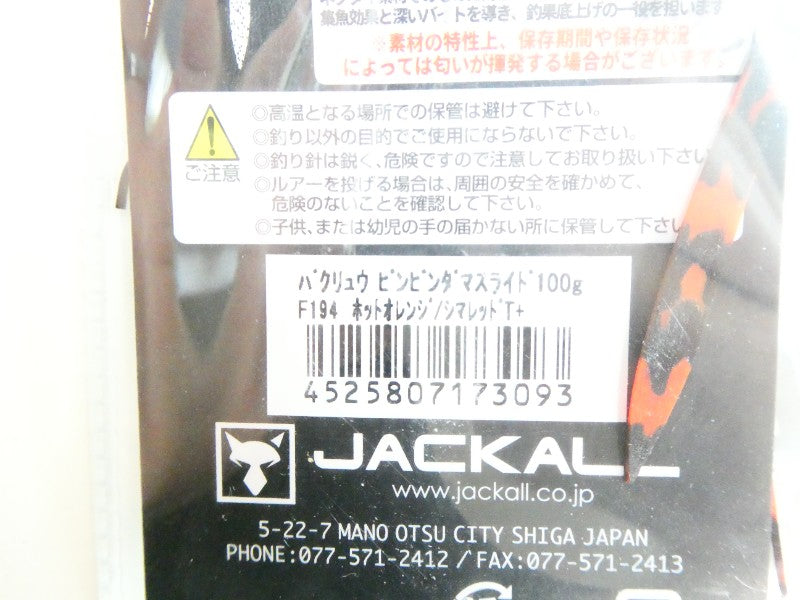 集魚効果と深いバートを導き、釣果底上げの一役を担います
※素材の特性上、保存期間や保存状況
によっては匂いが揮発する場合がございます。
ご注意
◎高温となる場所での保管は避けて下さい。
◎釣り以外の目的でご使用にならないで下さい。
◎釣り針は鋭く、危険ですので注意してお取り扱い下さい
◎ルアーを投げる場合は、周囲の安全を確かめて、
危険のないことを確認して下さい。
◎子供、または幼児の手の届かない所に保管して下さい
バクリュウ ビンビンダマスライド100g
F194 ホットオレンジ/シマレッドT+
4525807173093
JACKALL
www.jackall.co.jp
5-22-7 MANO OTSU CITY SHIGA JAPAN
PHONE:077-571-2412 / FAX:077-571-2413